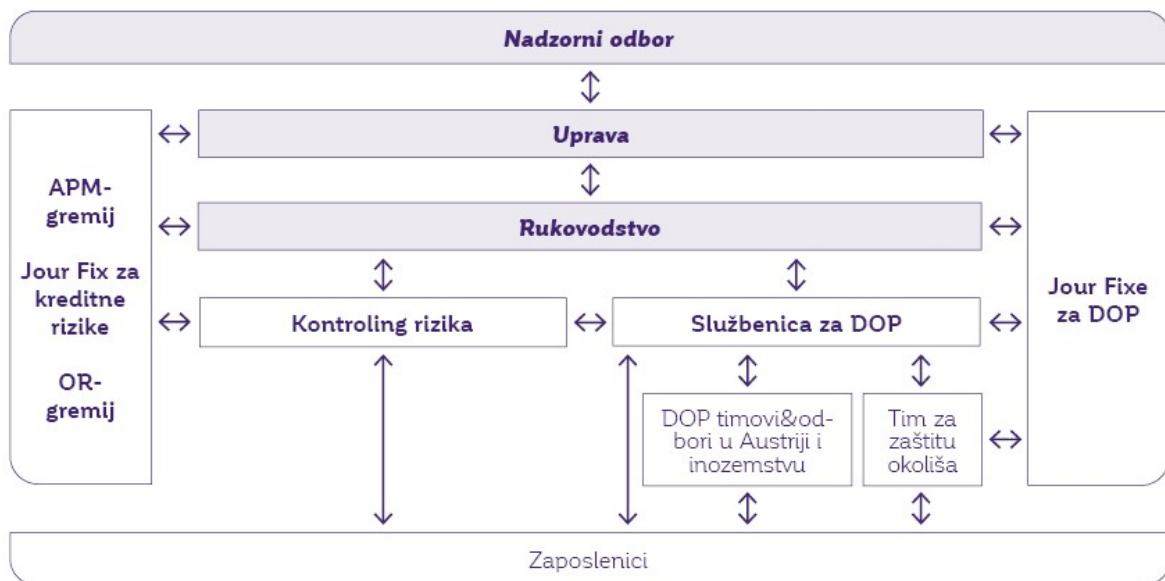 Nadzorni odbor
Uprava
APM-
gremij
Jour Fix za
kreditne
rizike
OR-
gremij
Rukovodstvo
Kontroling rizika
Službenica za DOP
DOP timovi&od-
bori u Austriji i
inozemstvu
Tim za
zaštitu
okoliša
Jour Fixe
za DOP
Zaposlenici